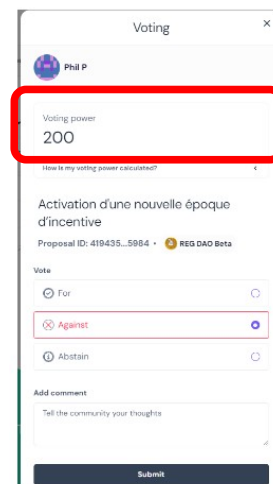 Voting
Phil P
Voting power
200
How is my voting power calculated?
Activation d'une nouvelle époque
d'incentive
Proposal ID: 419435...5984 • REG DAO Beta
Vote
For
Against
Abstain
Add comment
Tell the community your thoughts
Submit